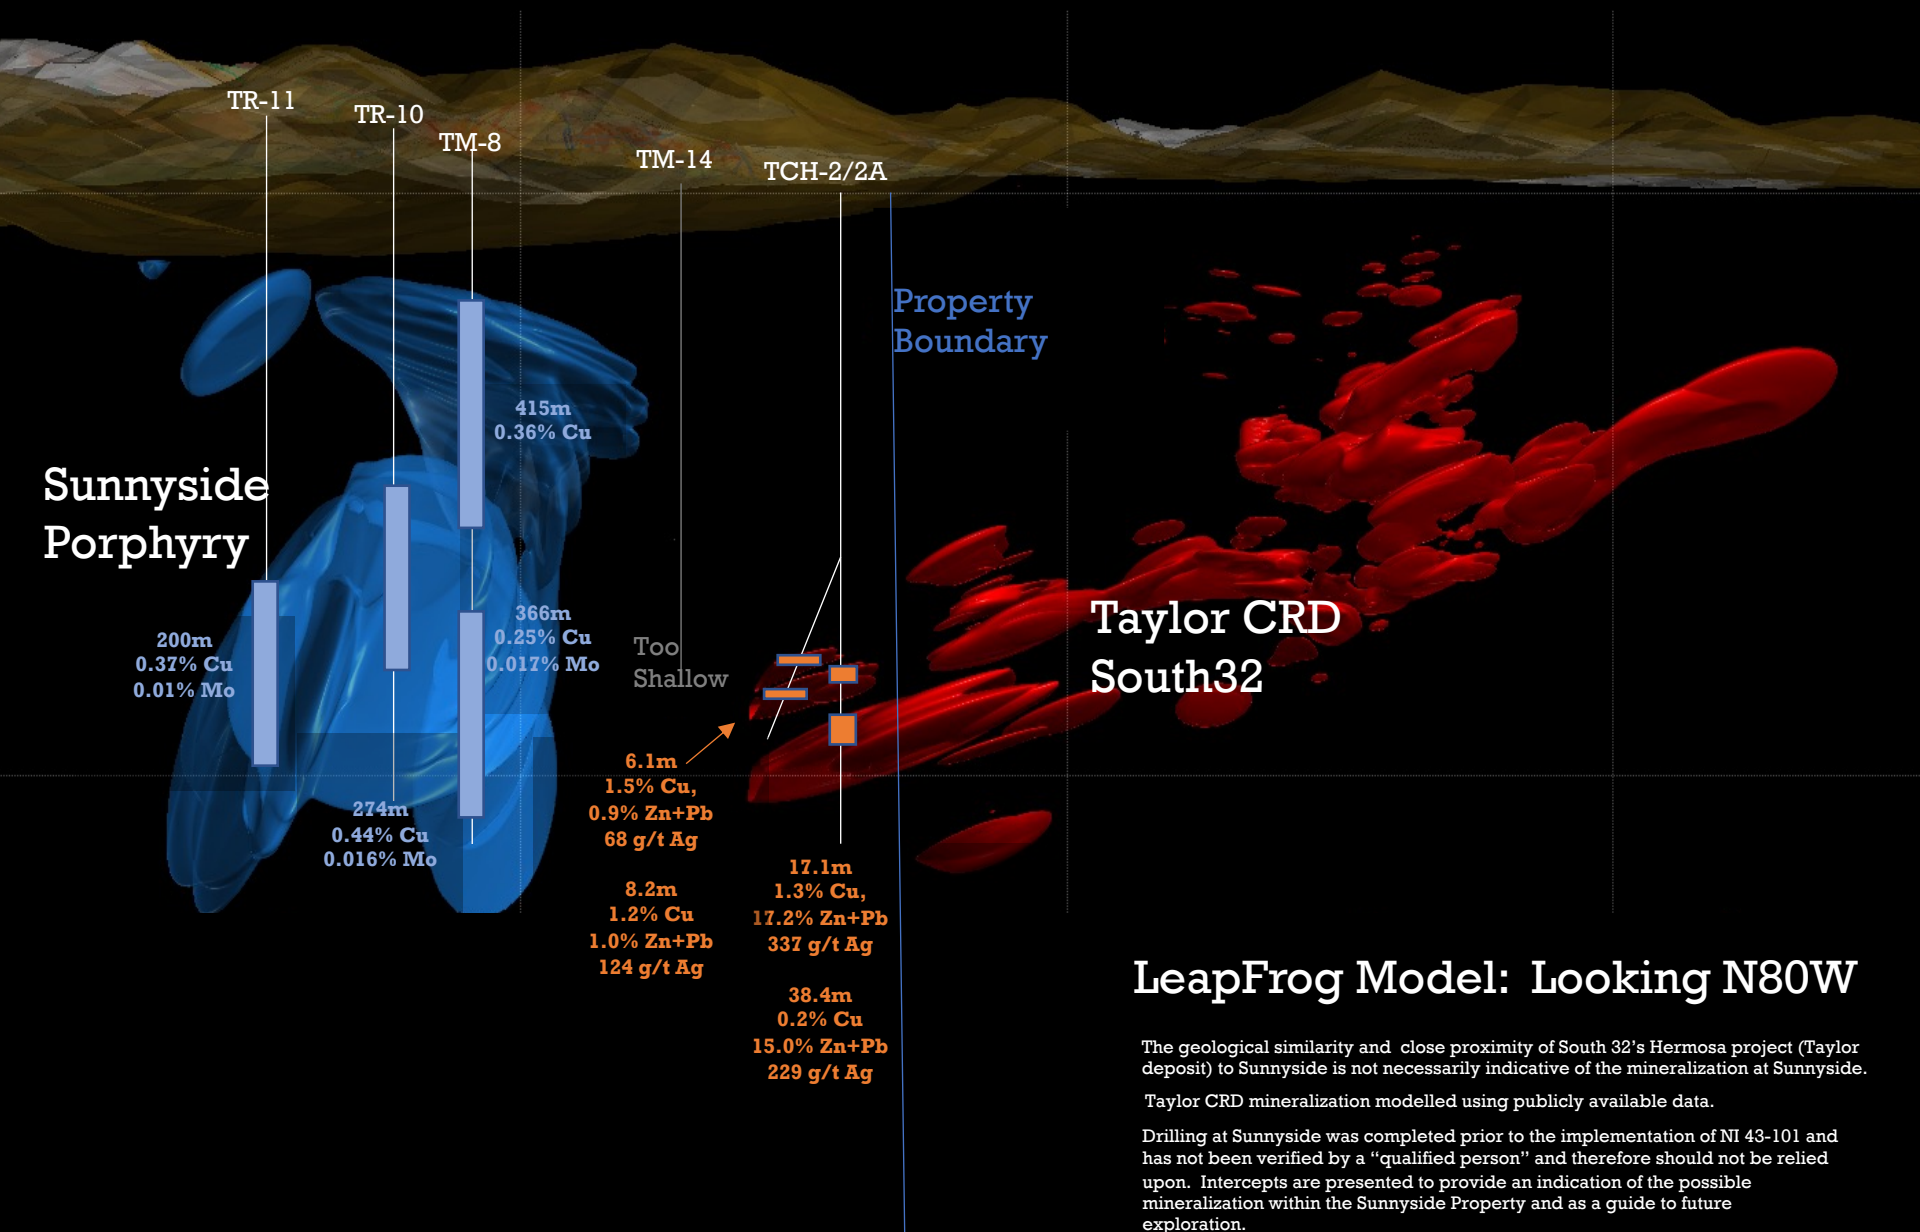 TR-11
TR-10
TM-8
TM-14
TCH-2/2A
Property
Boundary
415m
0.36% Cu
Sunnyside
Porphyry
366m
0.25% Cu
0.017% Mo
200m
0.37% Cu
0.01% Mo
Too
Shallow
Taylor CRD
South32
274m
0.44% Cu
0.016% Mo
6.1m
1.5% Cu,
0.9% Zn+Pb
68 g/t Ag
8.2m
1.2% Cu
1.0% Zn+Pb
124 g/t Ag
17.1m
1.3% Cu,
17.2% Zn+Pb
337 g/t Ag
38.4m
0.2% Cu
15.0% Zn+Pb
229 g/t Ag
LeapFrog Model: Looking N80W
The geological similarity and close proximity of South 32's Hermosa project (Taylor
deposit) to Sunnyside is not necessarily indicative of the mineralization at Sunnyside.
Taylor CRD mineralization modelled using publicly available data.
Drilling at Sunnyside was completed prior to the implementation of NI 43-101 and
has not been verified by a “qualified person” and therefore should not be relied
upon. Intercepts are presented to provide an indication of the possible
mineralization within the Sunnyside Property and as a guide to future
exploration.